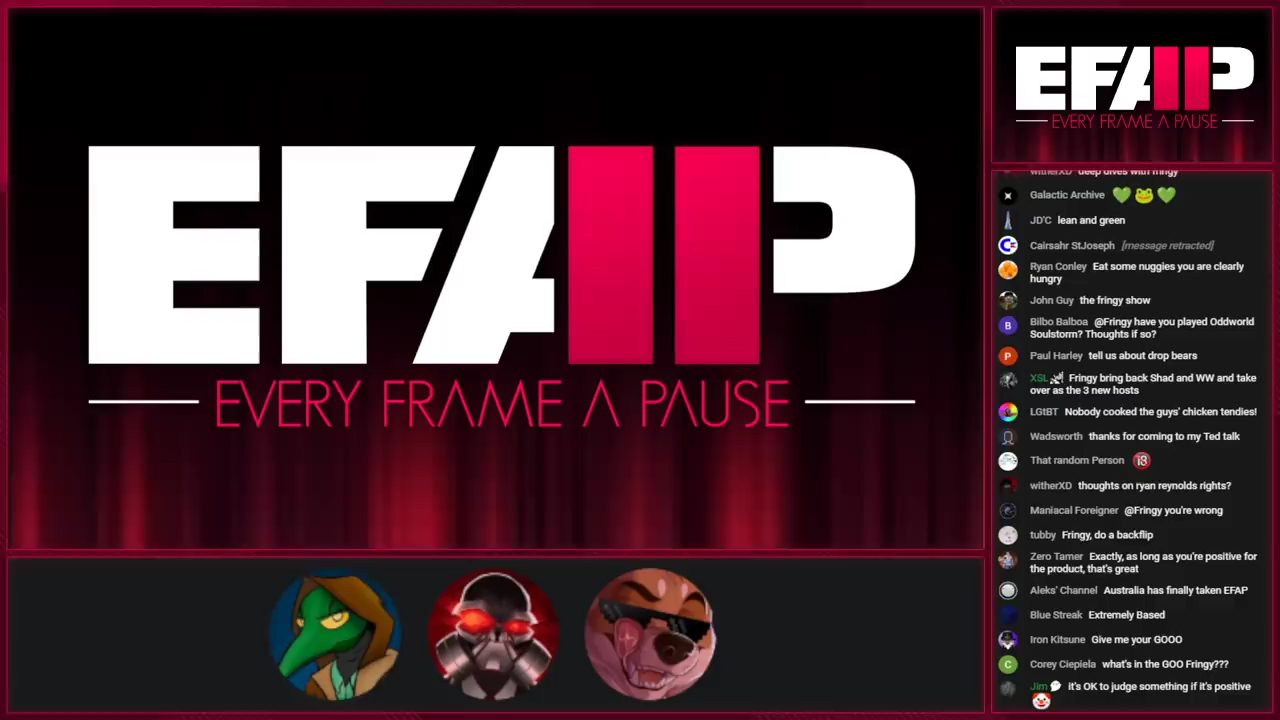 EFAP
EVERY FRAME A PAUSE
EFAP
EVERY FRAME A PAUSE
witherXD deep dives with fringy
Galactic Archive 💚🐸💚
JD'C lean and green
Cairsahr StJoseph [message retracted]
Ryan Conley Eat some nuggies you are clearly
hungry
John Guy the fringy show
B Bilbo Balboa @Fringy have you played Oddworld
Soulstorm? Thoughts if so?
P Paul Harley tell us about drop bears
XSL Fringy bring back Shad and WW and take
over as the 3 new hosts
LGtBT Nobody cooked the guys' chicken tendies!
Wadsworth thanks for coming to my Ted talk
That random Person 🔞
witherXD thoughts on ryan reynolds rights?
Maniacal Foreigner @Fringy you're wrong
tubby Fringy, do a backflip
Zero Tamer Exactly, as long as you're positive for
the product, that's great
Aleks' Channel Australia has finally taken EFAP
Blue Streak Extremely Based
Iron Kitsune Give me your GOOO
C Corey Ciepiela what's in the GOO Fringy???
Jim it's OK to judge something if it's positive
🤡